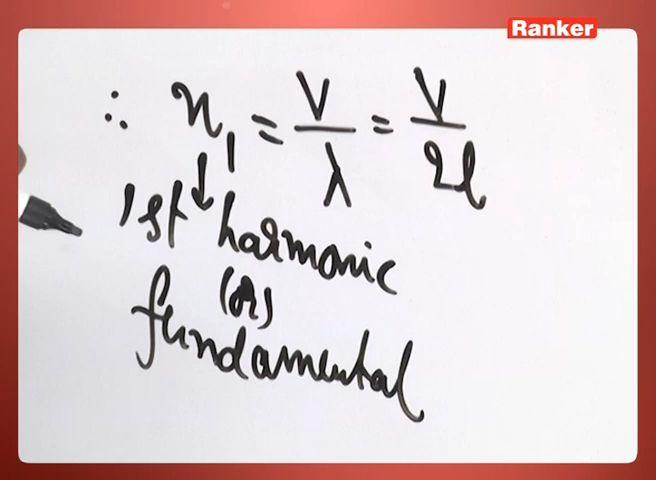 Ranker
∴ n₁ = V/λ = V/2l
↓
1st harmonic
(or)
fundamental